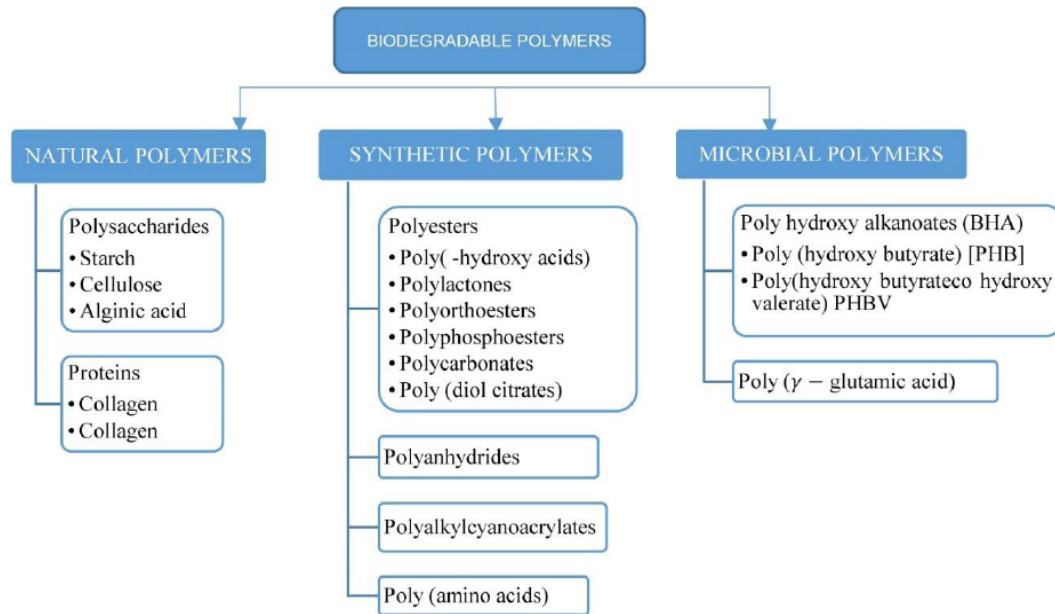 BIODEGRADABLE POLYMERS
NATURAL POLYMERS
Polysaccharides
• Starch
• Cellulose
• Alginic acid
Proteins
• Collagen
• Collagen
SYNTHETIC POLYMERS
Polyesters
• Poly( -hydroxy acids)
• Polylactones
• Polyorthoesters
• Polyphosphoesters
• Polycarbonates
• Poly (diol citrates)
Polyanhydrides
Polyalkylcyanoacrylates
Poly (amino acids)
MICROBIAL POLYMERS
Poly hydroxy alkanoates (BHA)
• Poly (hydroxy butyrate) [PHB]
• Poly(hydroxy butyrateco hydroxy
valerate) PHBV
Poly (γ − glutamic acid)